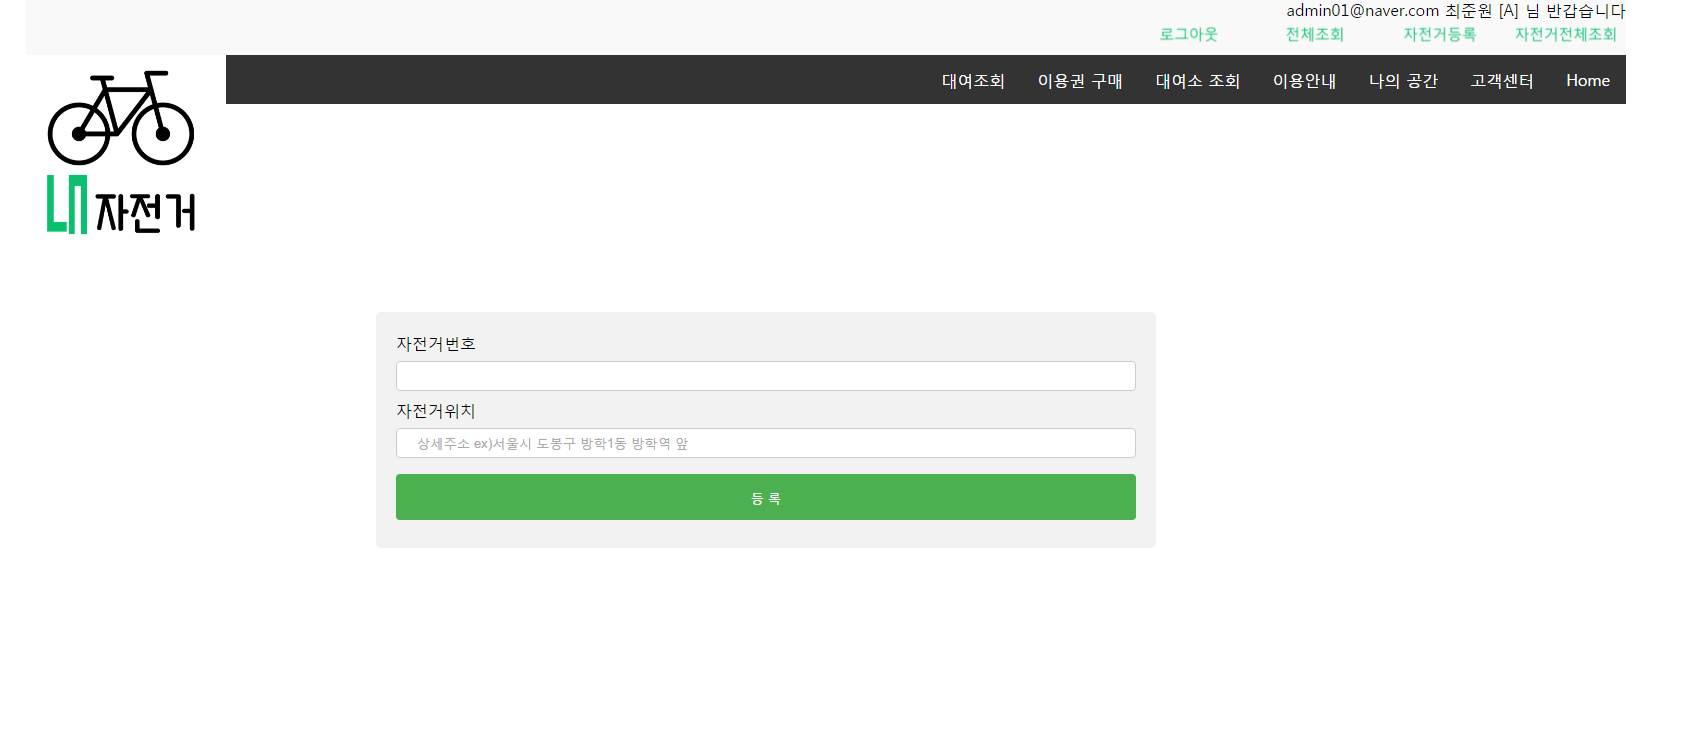 admin01@naver.com 최준원 [A] 님 반갑습니다
로그아웃 전체조회 자전거등록 자전거전체조회
대여조회 이용권 구매 대여소 조회 이용안내 나의 공간 고객센터 Home
자전거
자전거번호
자전거위치
상세주소 ex)서울시 도봉구 방학1동 방학역 앞
등 록